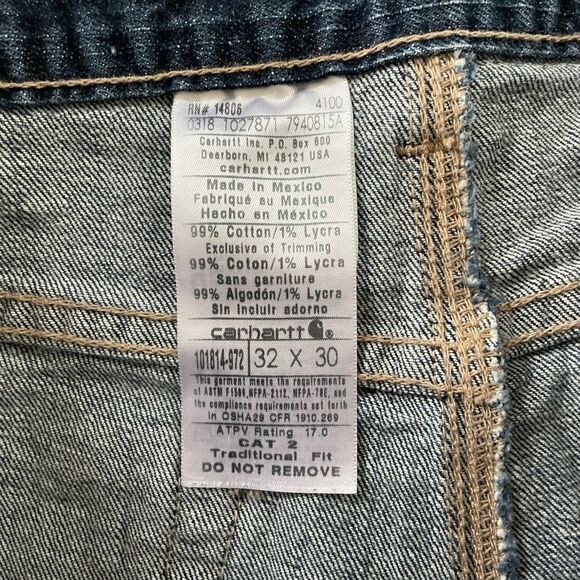 RN# 14806 4100
0318 1027871 7940815A
Carhartt Inc. P.O. Box 600
Dearborn, MI 48121 USA
carhartt.com
Made in Mexico
Fabriqué au Mexique
Hecho en México
99% Cotton/1% Lycra
Exclusive of Trimming
99% Coton/1% Lycra
Sans garniture
99% Algodón/1% Lycra
Sin incluir adorno
carhartt
101814-972 32 X 30
This garment meets the requirements
of ASTM F1506,NFPA-2112, NFPA-70E, and
the compliance requirements set forth
in OSHA29 CFR 1910.269
ATPV Rating 17.0
CAT 2
Traditional Fit
DO NOT REMOVE